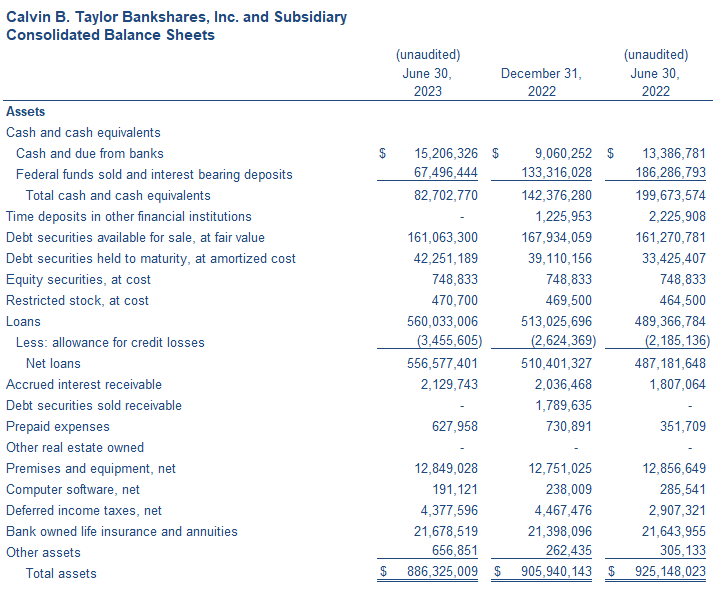 Calvin B. Taylor Bankshares, Inc. and Subsidiary
Consolidated Balance Sheets
(unaudited) (unaudited)
June 30, December 31, June 30,
2023 2022 2022
Assets
Cash and cash equivalents
Cash and due from banks $ 15,206,326 $ 9,060,252 $ 13,386,781
Federal funds sold and interest bearing deposits 67,496,444 133,316,028 186,286,793
Total cash and cash equivalents 82,702,770 142,376,280 199,673,574
Time deposits in other financial institutions - 1,225,953 2,225,908
Debt securities available for sale, at fair value 161,063,300 167,934,059 161,270,781
Debt securities held to maturity, at amortized cost 42,251,189 39,110,156 33,425,407
Equity securities, at cost 748,833 748,833 748,833
Restricted stock, at cost 470,700 469,500 464,500
Loans 560,033,006 513,025,696 489,366,784
Less: allowance for credit losses (3,455,605) (2,624,369) (2,185,136)
Net loans 556,577,401 510,401,327 487,181,648
Accrued interest receivable 2,129,743 2,036,468 1,807,064
Debt securities sold receivable - 1,789,635 -
Prepaid expenses 627,958 730,891 351,709
Other real estate owned - - -
Premises and equipment, net 12,849,028 12,751,025 12,856,649
Computer software, net 191,121 238,009 285,541
Deferred income taxes, net 4,377,596 4,467,476 2,907,321
Bank owned life insurance and annuities 21,678,519 21,398,096 21,643,955
Other assets 656,851 262,435 305,133
Total assets $ 886,325,009 $ 905,940,143 $ 925,148,023